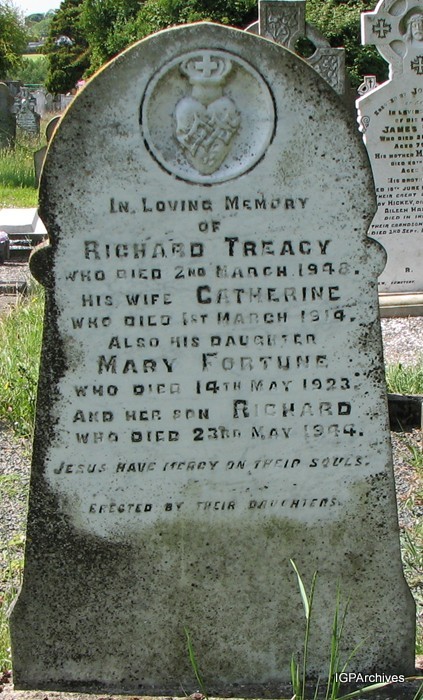 In Loving Memory
of
Richard Treacy
who died 2nd March 1948.
his wife Catherine
who died 1st March 1914.
also his daughter
Mary Fortune
who died 14th May 1923.
and her son Richard
who died 23rd May 1944.
Jesus have mercy on their souls.
Erected by their daughters.
James
IGPArchives